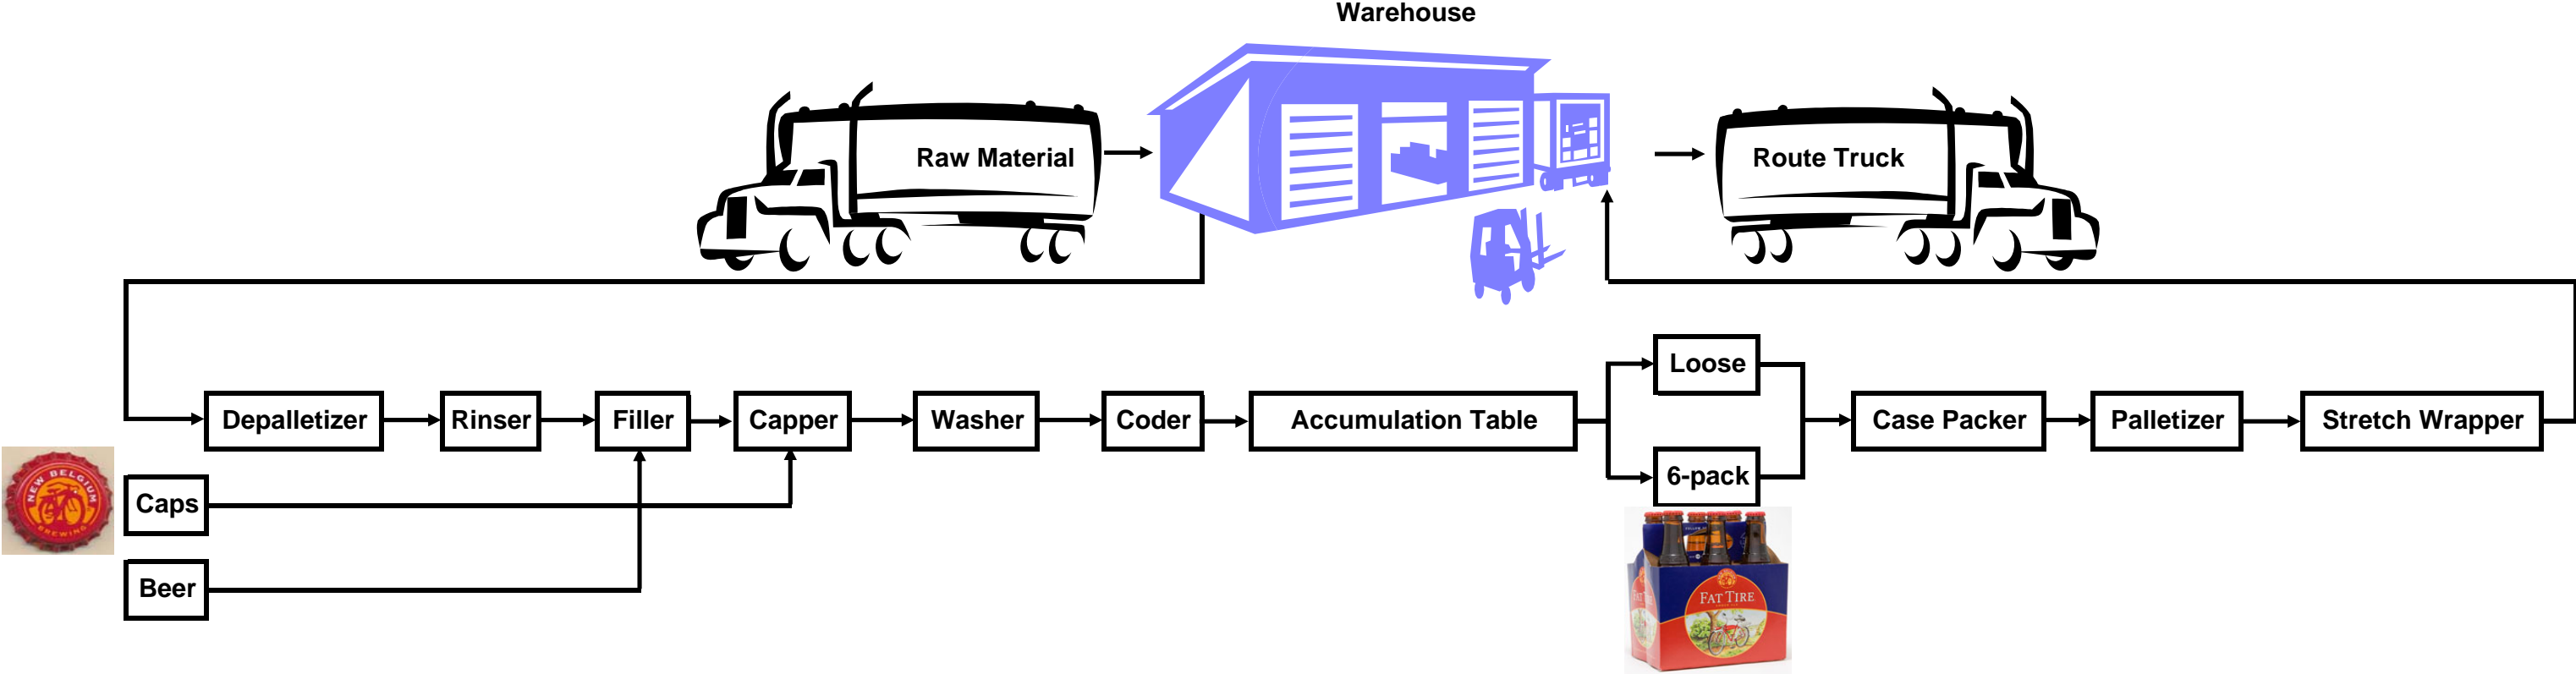 Warehouse
Raw Material
Route Truck
Loose
Depalletizer
Rinser
Filler
Capper
Washer
Coder
Accumulation Table
Case Packer
Palletizer
Stretch Wrapper
6-pack
Caps
NEW BELGIUM
BREWING
Beer
FAT TIRE